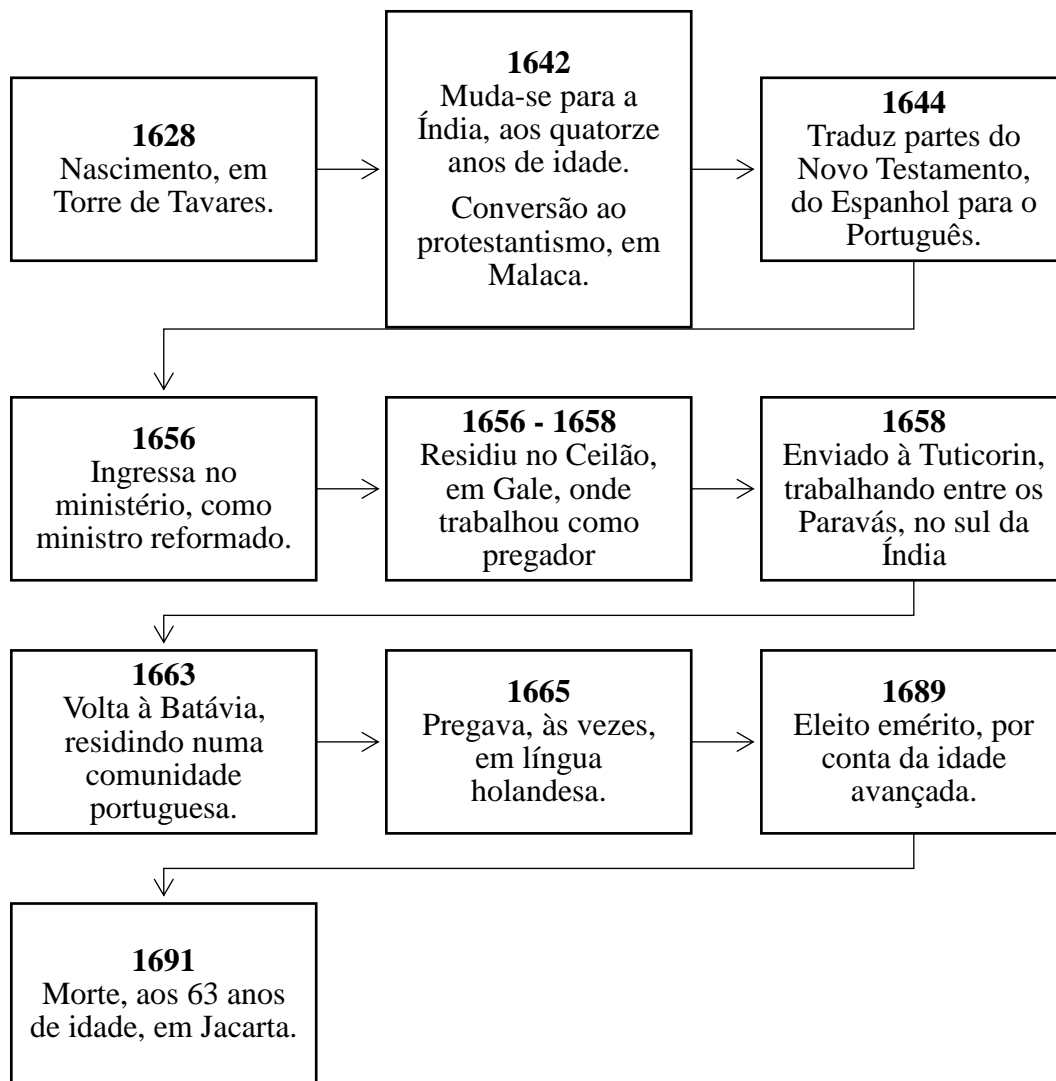 1628
Nascimento, em
Torre de Tavares.
1642
Muda-se para a
Índia, aos quatorze
anos de idade.
Conversão ao
protestantismo, em
Malaca.
1644
Traduz partes do
Novo Testamento,
do Espanhol para o
Português.
1656
Ingressa no
ministério, como
ministro reformado.
1656 - 1658
Residiu no Ceilão,
em Gale, onde
trabalhou como
pregador
1658
Enviado à Tuticorin,
trabalhando entre os
Paravás, no sul da
Índia
1663
Volta à Batávia,
residindo numa
comunidade
portuguesa.
1665
Pregava, às vezes,
em língua
holandesa.
1689
Eleito emérito, por
conta da idade
avançada.
1691
Morte, aos 63 anos
de idade, em Jacarta.